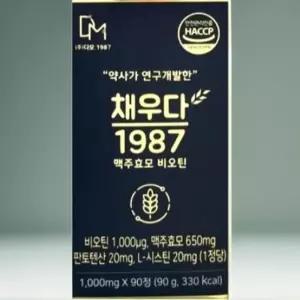 DM
(주)다모.1987
HACCP
"약사가 연구개발한"
채우다
1987
맥주효모 비오틴
비오틴 1,000μg, 맥주효모 650mg
판토텐산 20mg, L-시스틴 20mg (1정당)
1,000mg X 90정 (90 g, 330 kcal)